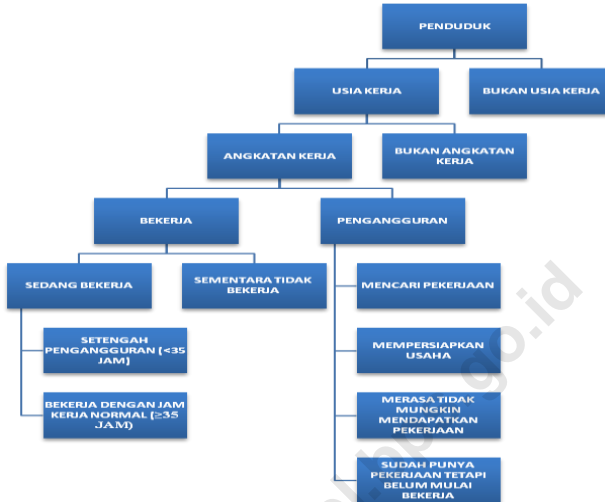 PENDUDUK
USIA KERJA
BUKAN USIA KERJA
ANGKATAN KERJA
BUKAN ANGKATAN
KERJA
BEKERJA
PENGANGGURAN
SEDANG BEKERJA
SEMENTARA TIDAK
BEKERJA
SETENGAH
PENGANGGURAN (<35
JAM)
BEKERJA DENGAN JAM
KERJA NORMAL (≥35
JAM)
MENCARI PEKERJAAN
MEMPERSIAPKAN
USAHA
MERASA TIDAK
MUNGKIN
MENDAPATKAN
PEKERJAAN
SUDAH PUNYA
PEKERJAAN TETAPI
BELUM MULAI
BEKERJA
go.id